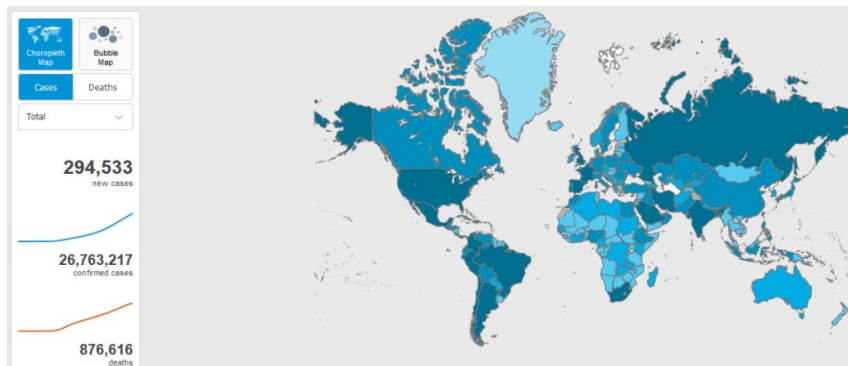 Choropleth
Map
Bubble
Map
Cases
Deaths
Total
294,533
new cases
26,763,217
confirmed cases
876,616
deaths